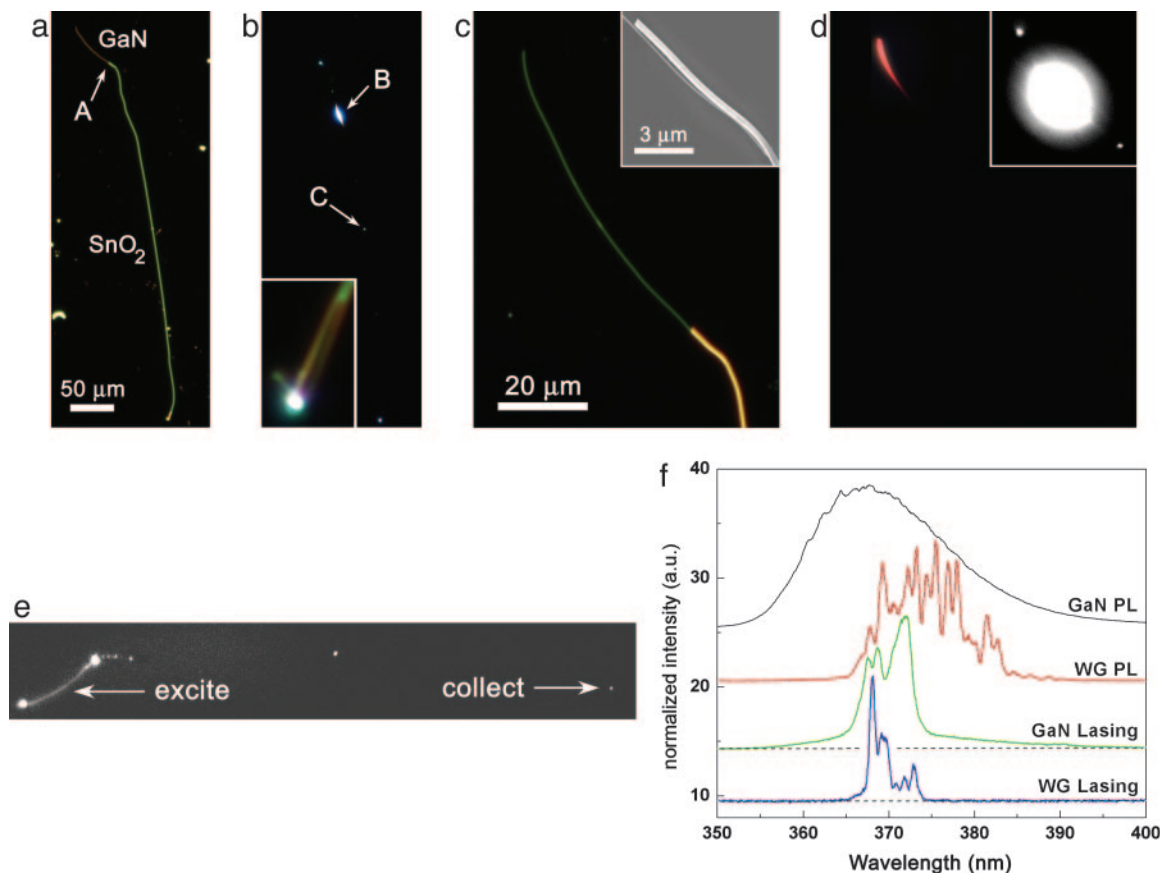 a
GaN
A
SnO2
50 μm
b
B
C
c
3 μm
20 μm
d
e
excite
collect
f
40
30
20
10
normalized intensity (a.u.)
GaN PL
WG PL
GaN Lasing
WG Lasing
350 360 370 380 390 400
Wavelength (nm)